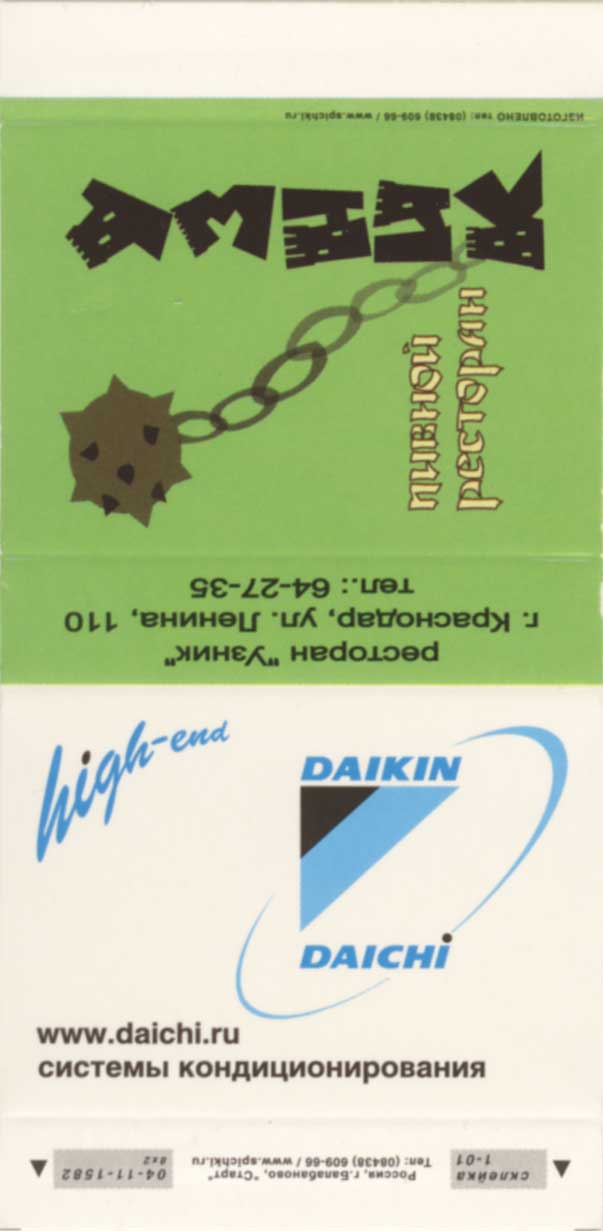 ИЗГОТОВЛЕНО тел: (08438) 609-66 / www.spichki.ru
УЗНИК
пивной
ресторан
ресторан "Узник"
г. Краснодар, ул. Ленина, 110
тел.: 64-27-35
high-end
DAIKIN
DAICHI
www.daichi.ru
системы кондиционирования
склейка
1-01
Россия, г.Балабаново, "Старт"
Тел: (08438) 609-66 / www.spichki.ru
04-11-1582
8x2